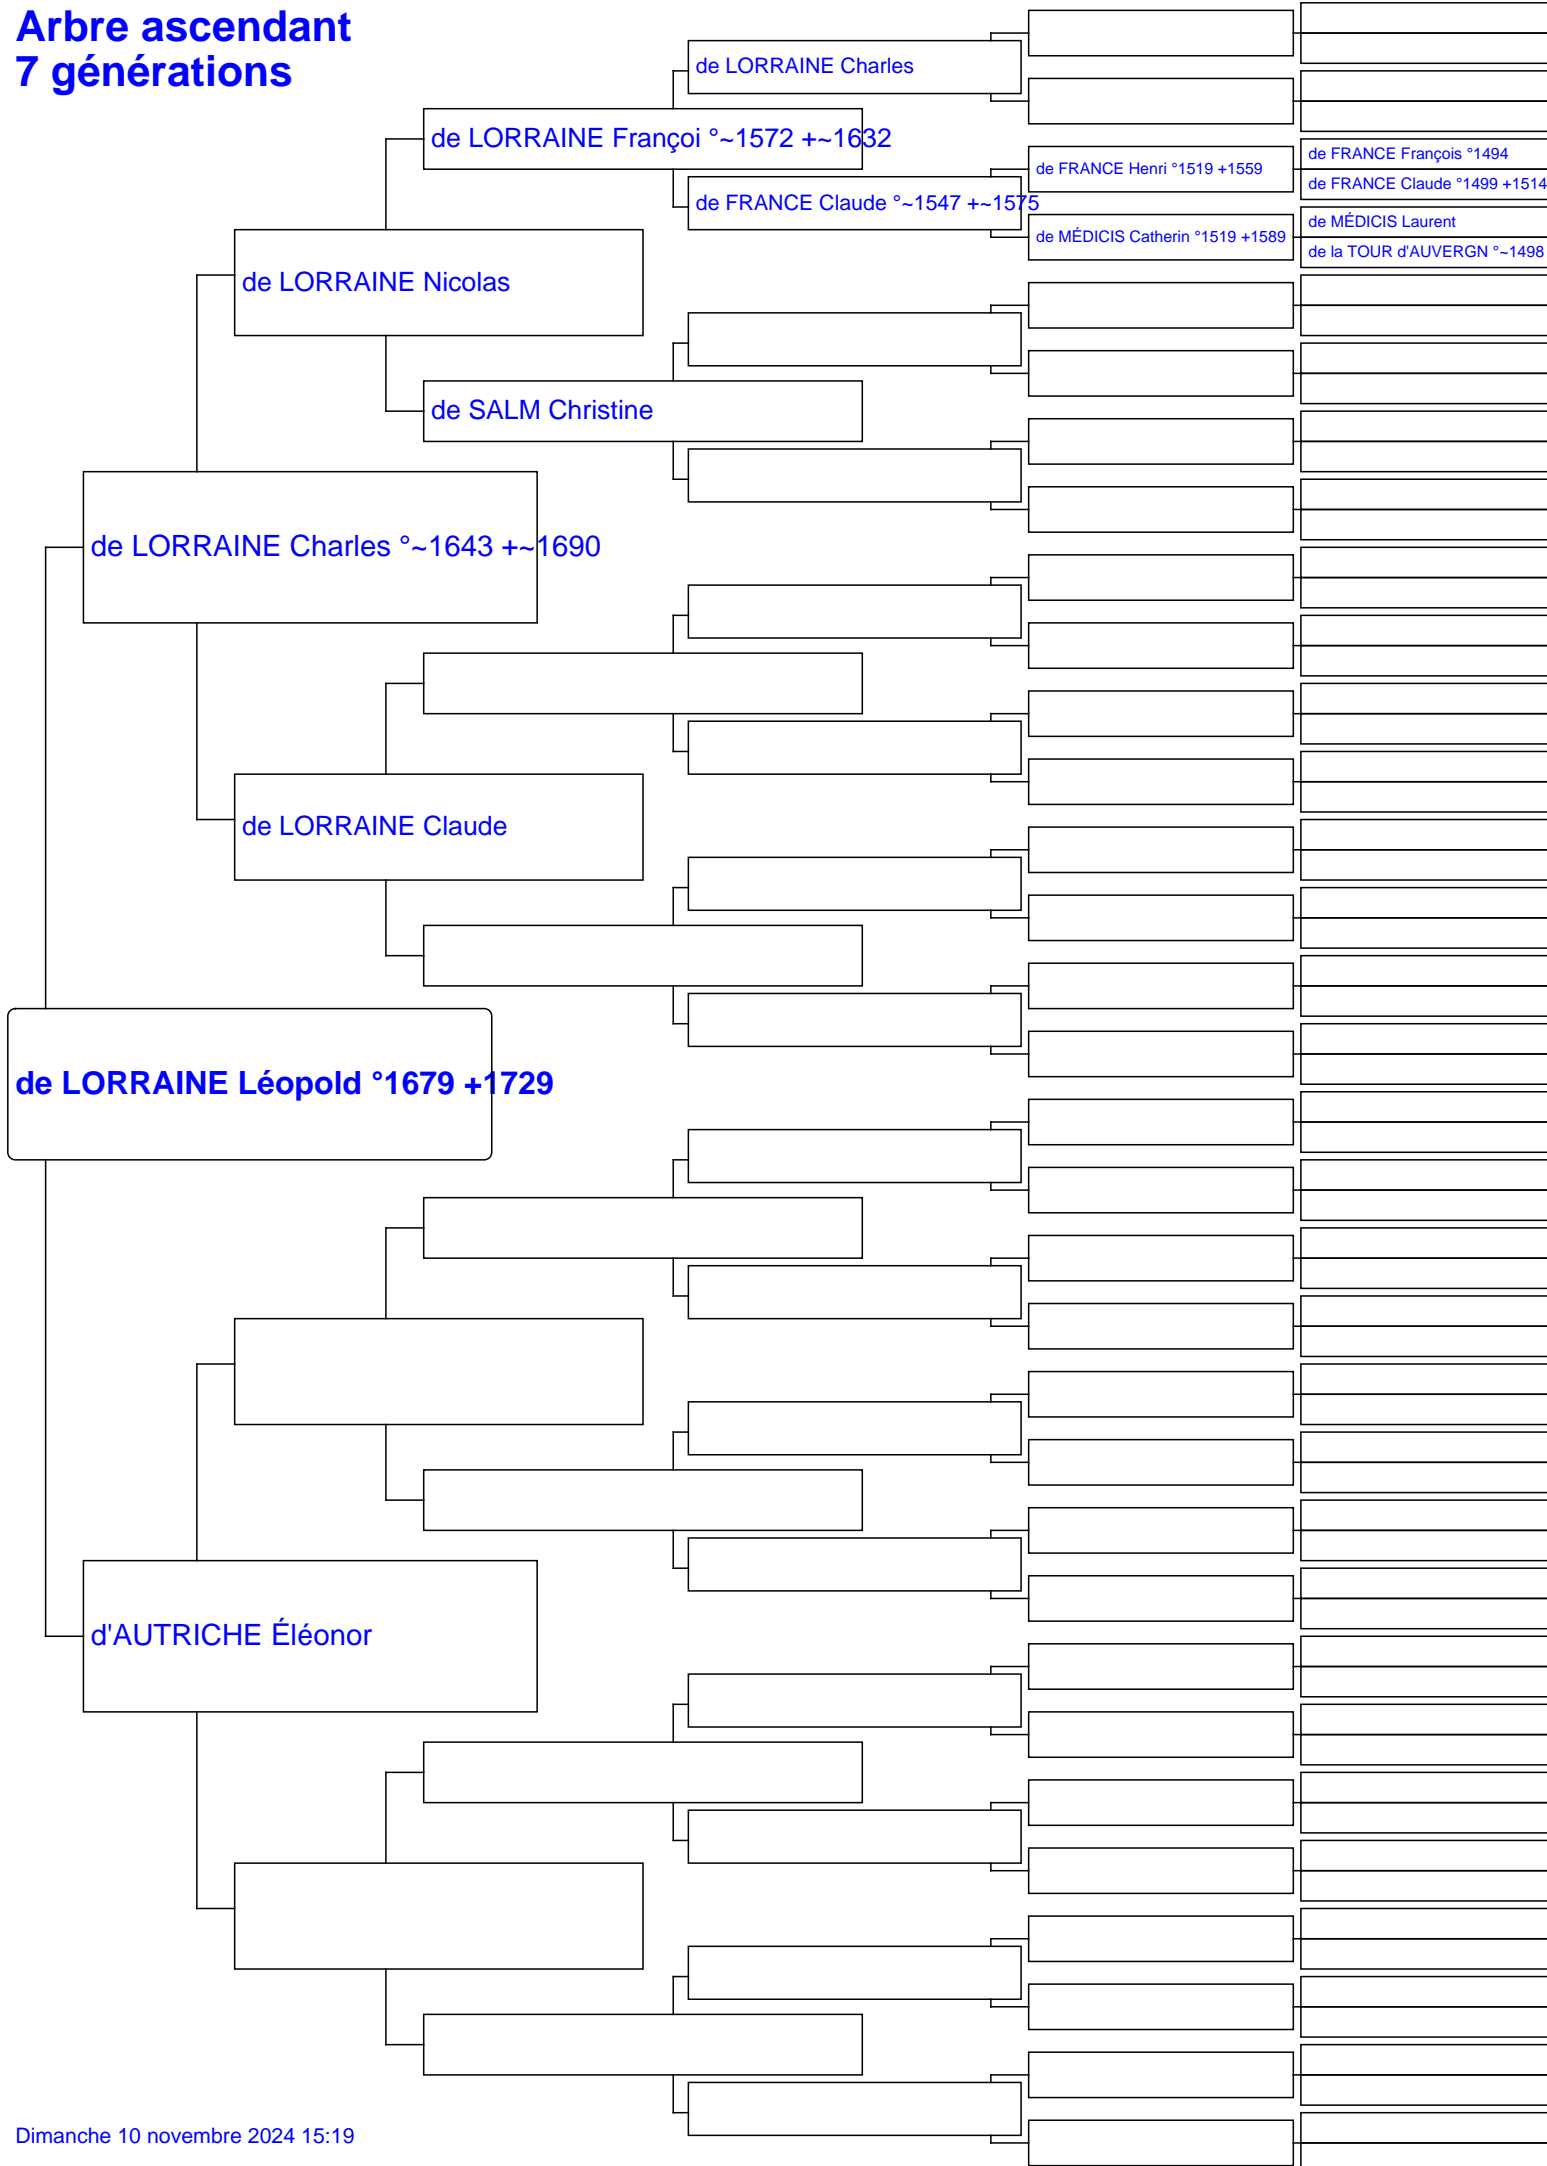 Arbre ascendant
7 générations
de LORRAINE Charles
de LORRAINE Françoi °~1572 +~1632
de FRANCE Henri °1519 +1559
de FRANCE François °1494
de FRANCE Claude °1499 +1514
de FRANCE Claude °~1547 +~1575
de MÉDICIS Catherin °1519 +1589
de MÉDICIS Laurent
de la TOUR d'AUVERGN °~1498
de LORRAINE Nicolas
de SALM Christine
de LORRAINE Charles °~1643 +~1690
de LORRAINE Claude
de LORRAINE Léopold °1679 +1729
d'AUTRICHE Éléonor
Dimanche 10 novembre 2024 15:19